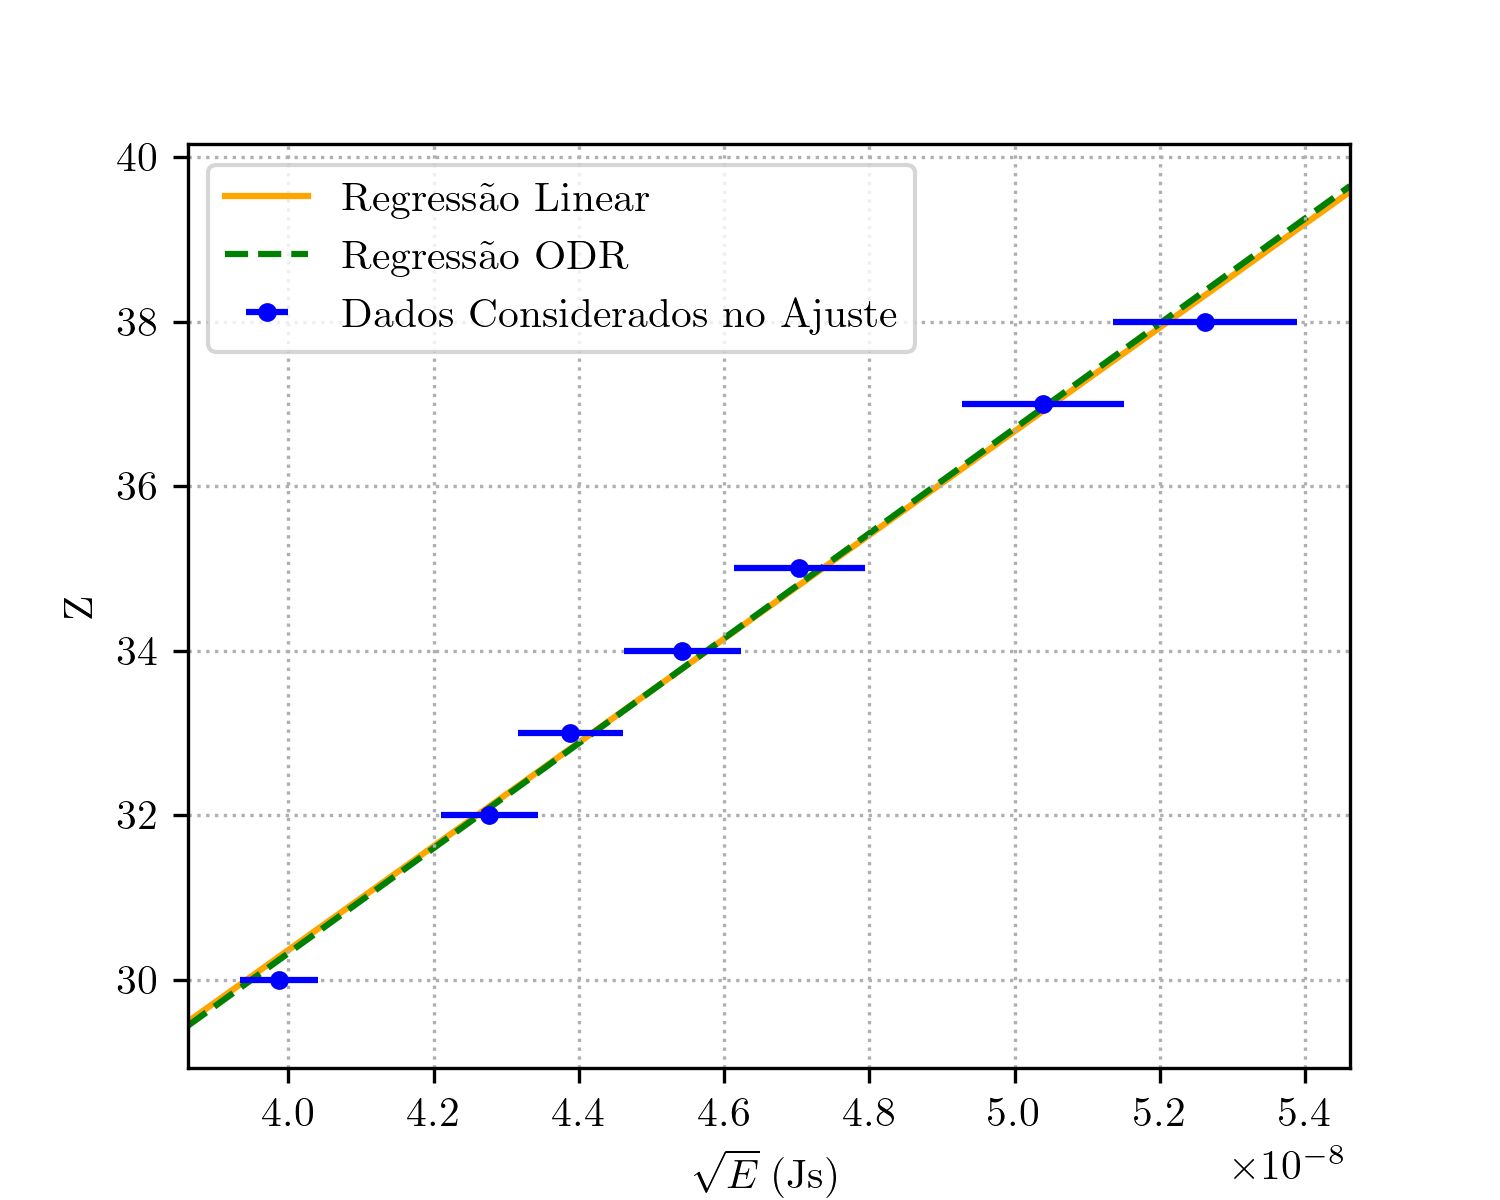 40
38
36
34
32
30
Z
Regressão Linear
Regressão ODR
Dados Considerados no Ajuste
4.0 4.2 4.4 4.6 4.8 5.0 5.2 5.4
×10⁻⁸
√E (Js)